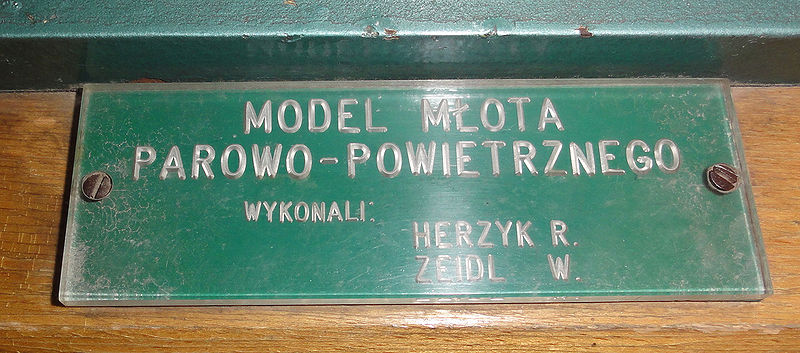 MODEL MŁOTA
PAROWO-POWIETRZNEGO
WYKONALI:
HERZYK R.
ZEIDL W.